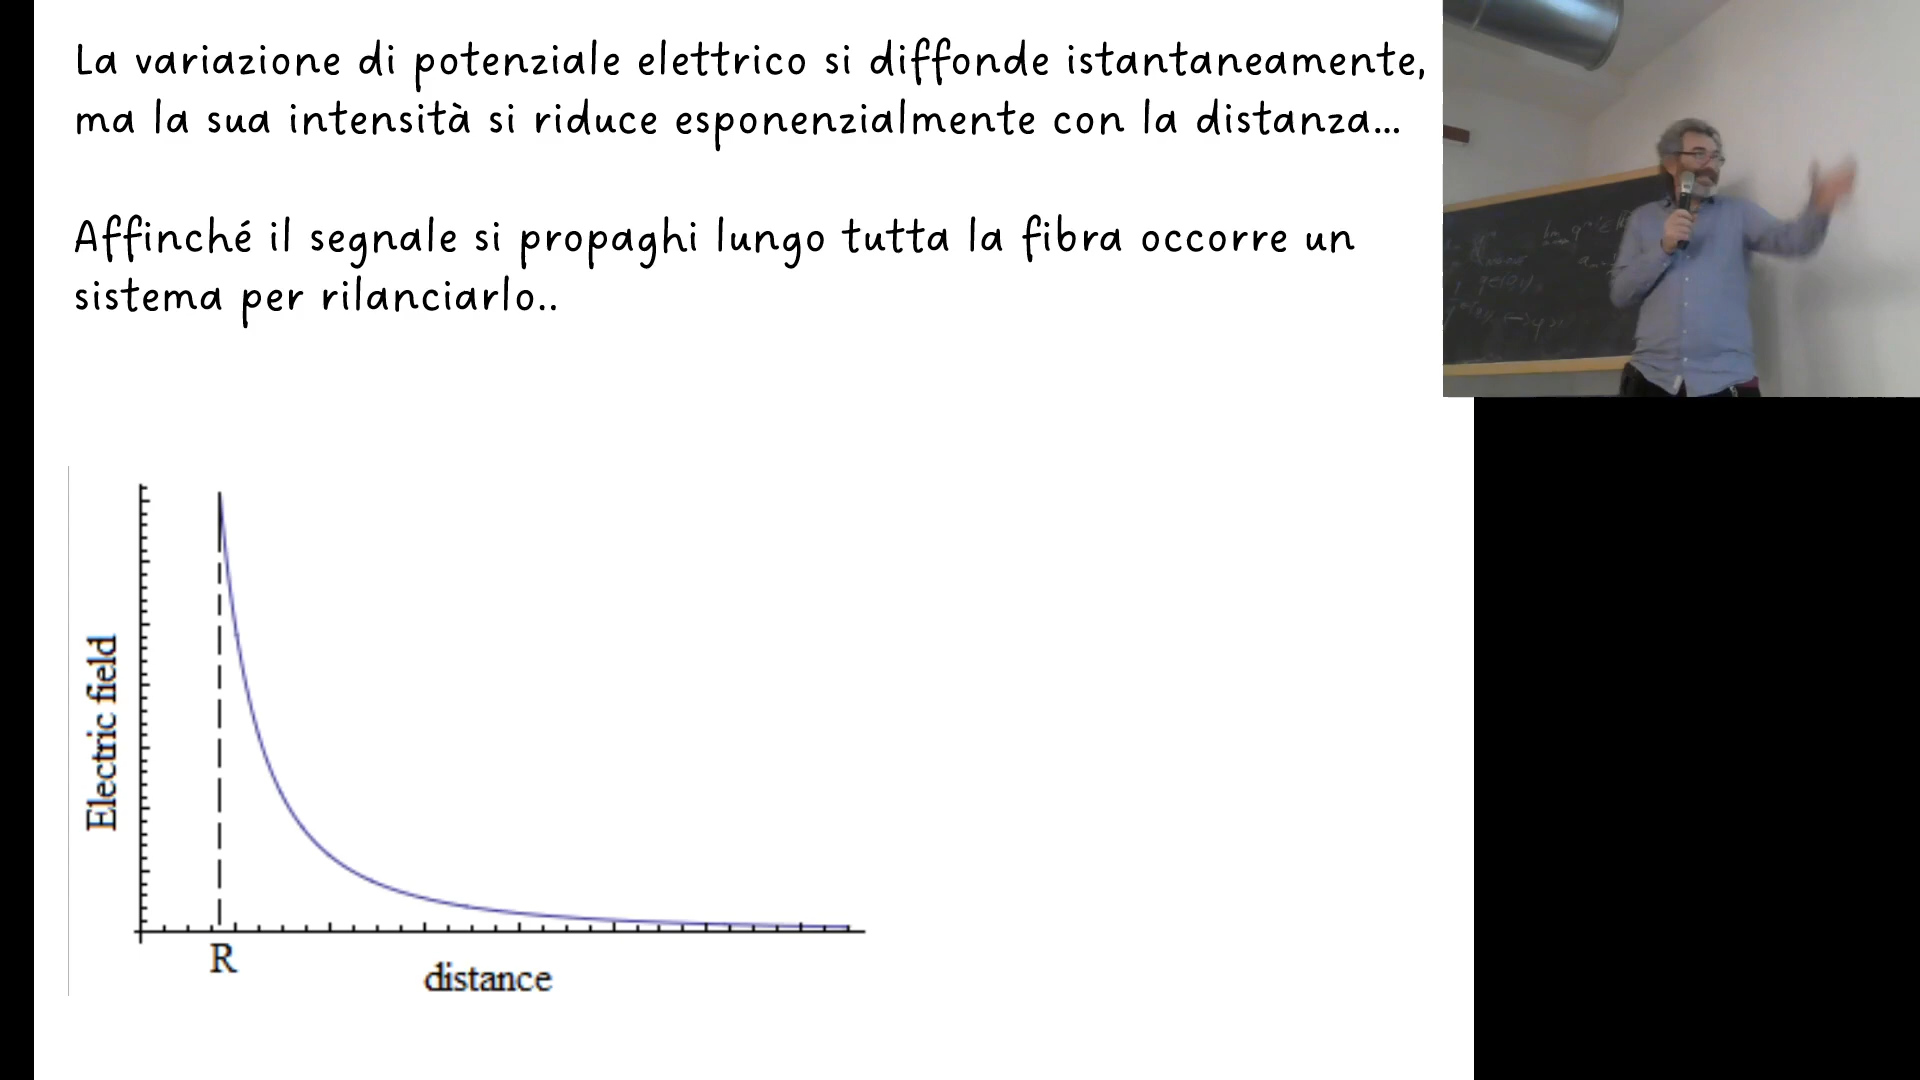 La variazione di potenziale elettrico si diffonde istantaneamente,
ma la sua intensità si riduce esponenzialmente con la distanza...
Affinché il segnale si propaghi lungo tutta la fibra occorre un
sistema per rilanciarlo..
Electric field
R
distance